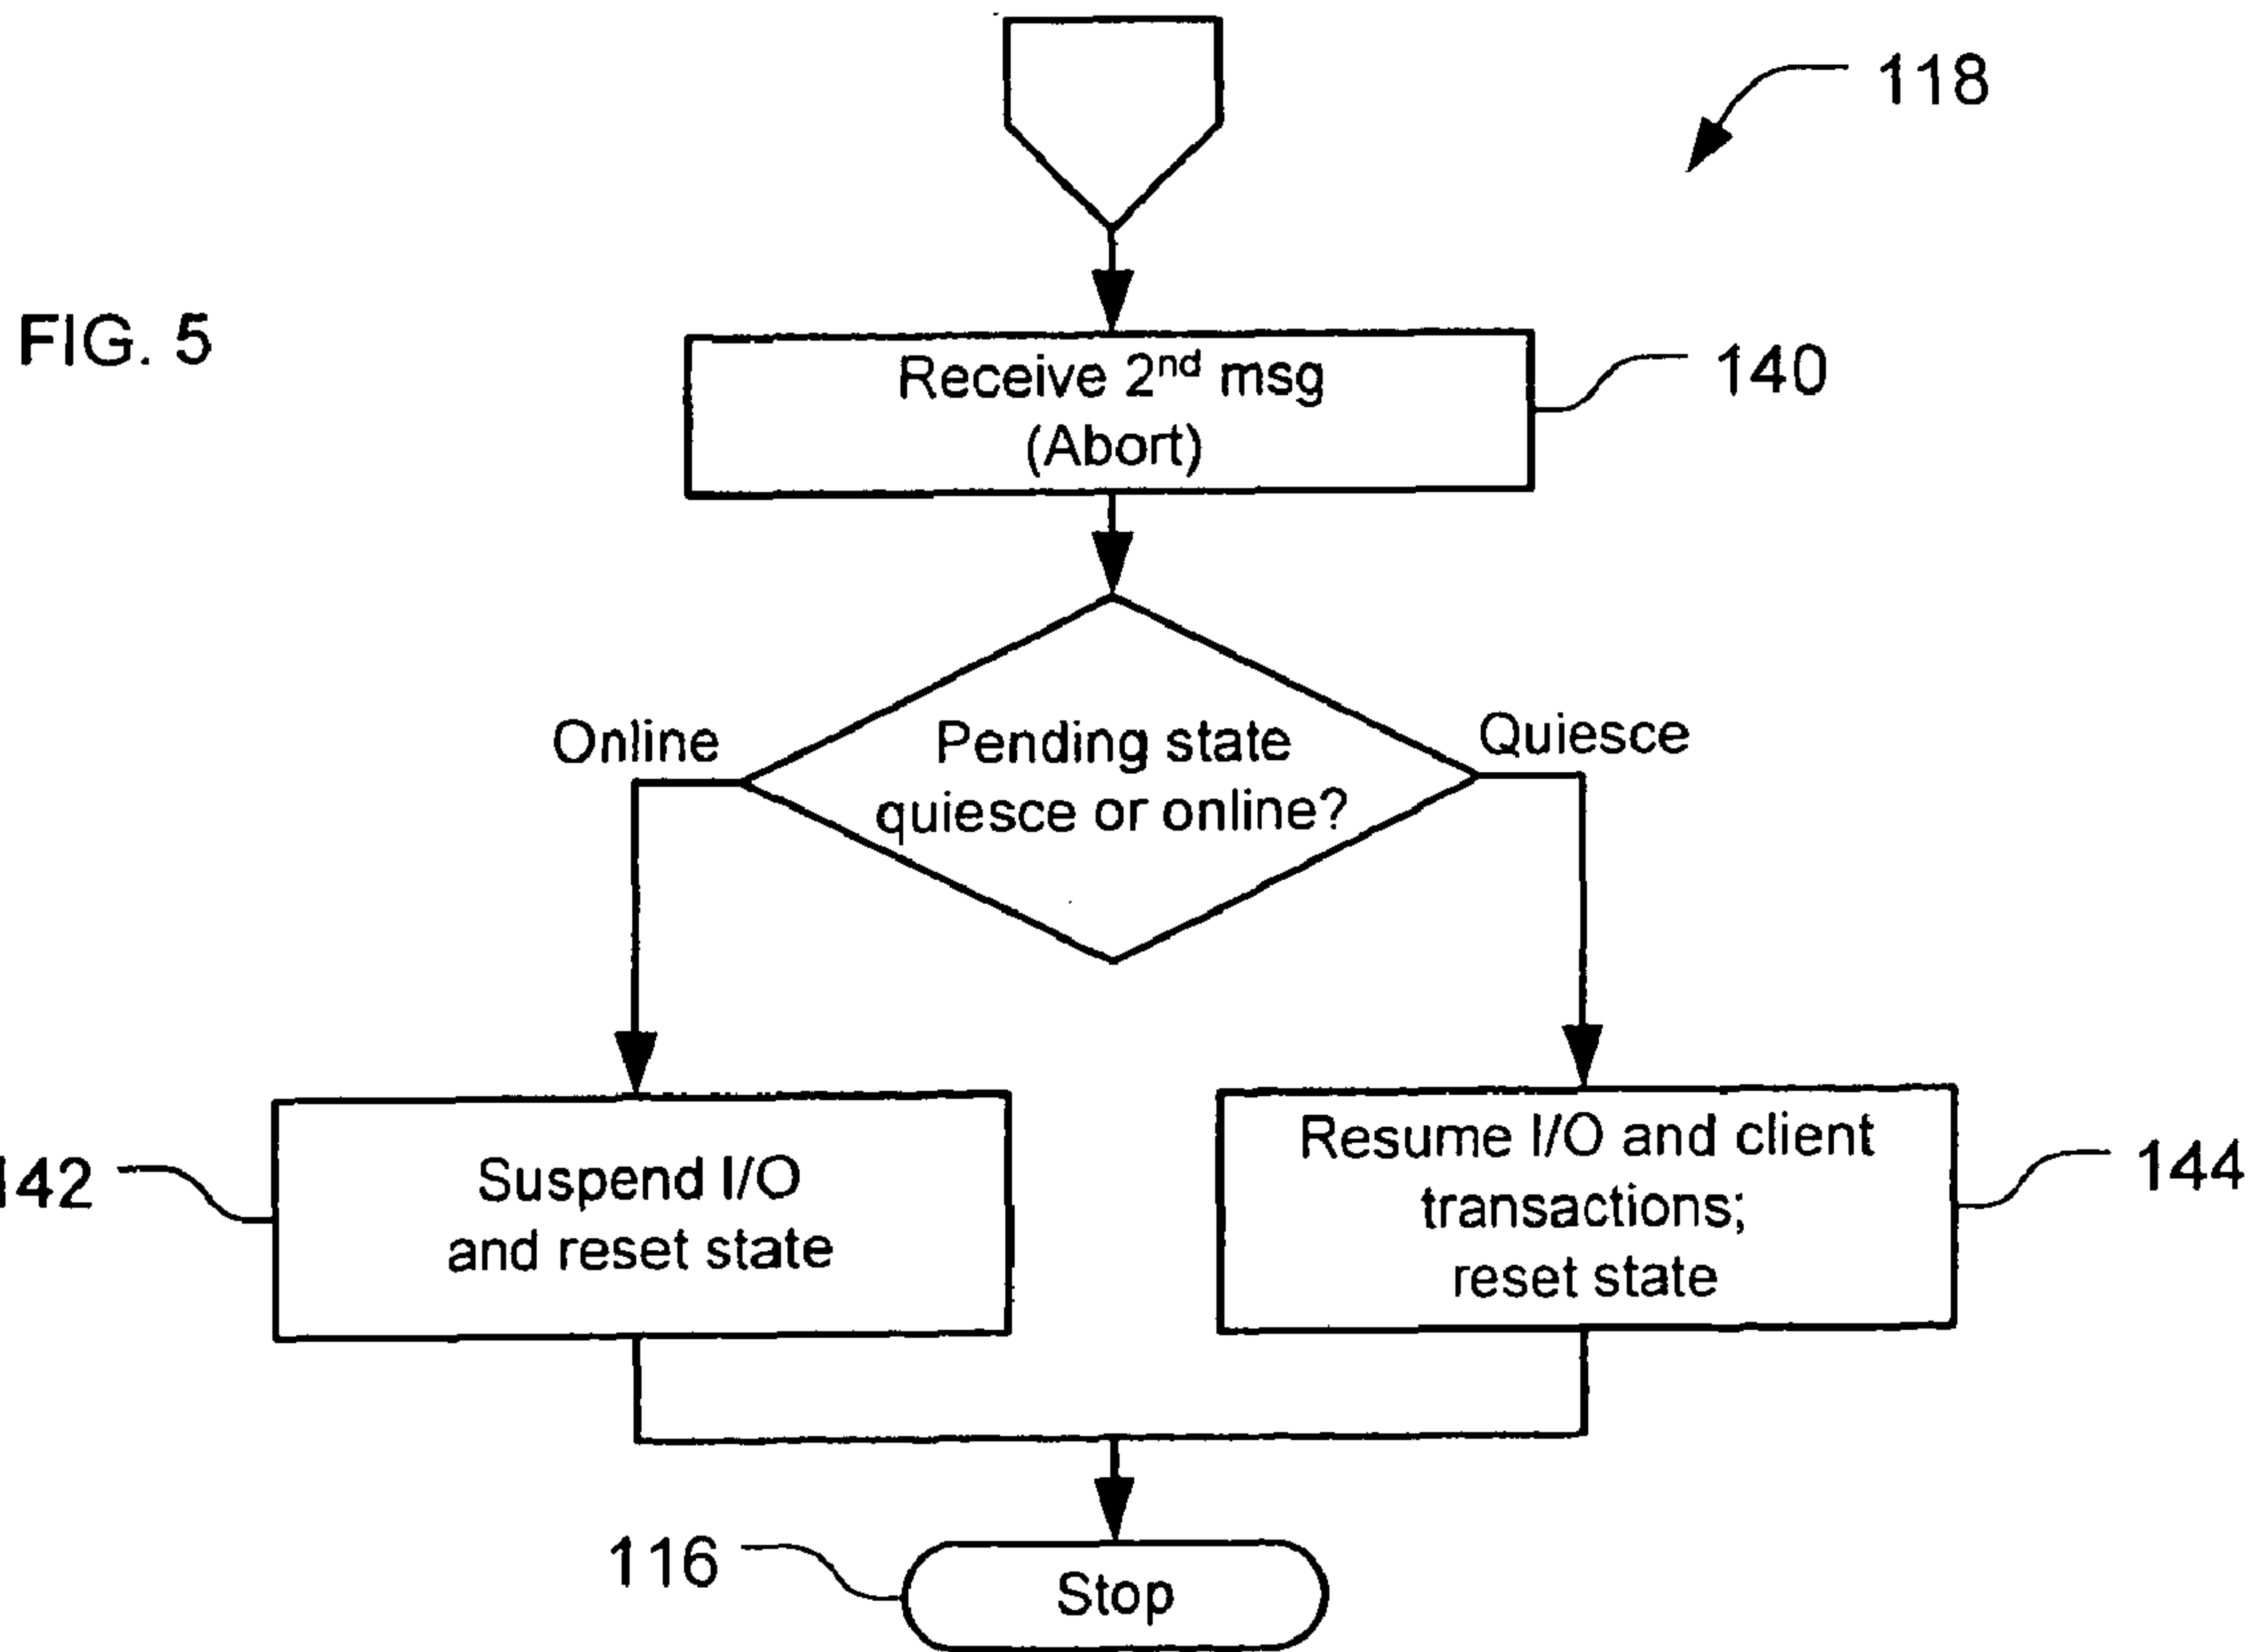 118
FIG. 5
Receive 2nd msg
(Abort)
140
Online
Pending state
quiesce or online?
Quiesce
142
Suspend I/O
and reset state
Resume I/O and client
transactions;
reset state
144
116
Stop